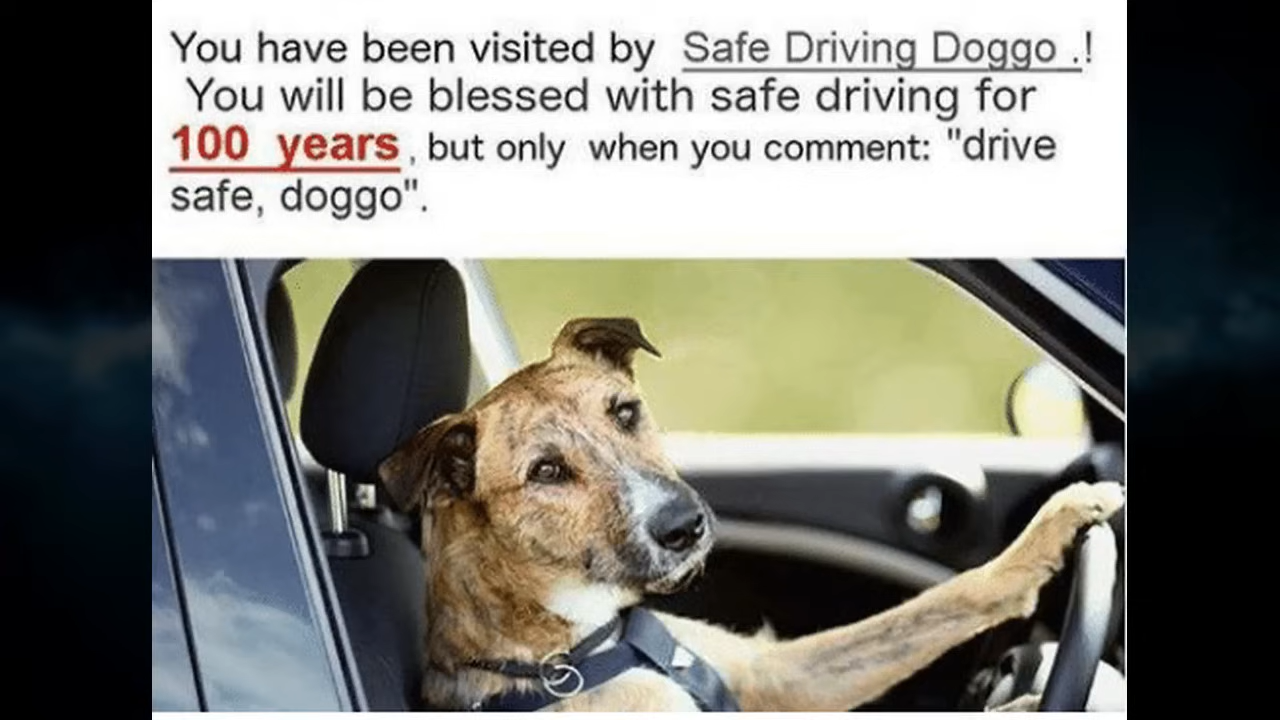 You have been visited by Safe Driving Doggo .!
You will be blessed with safe driving for
100 years, but only when you comment: "drive
safe, doggo".